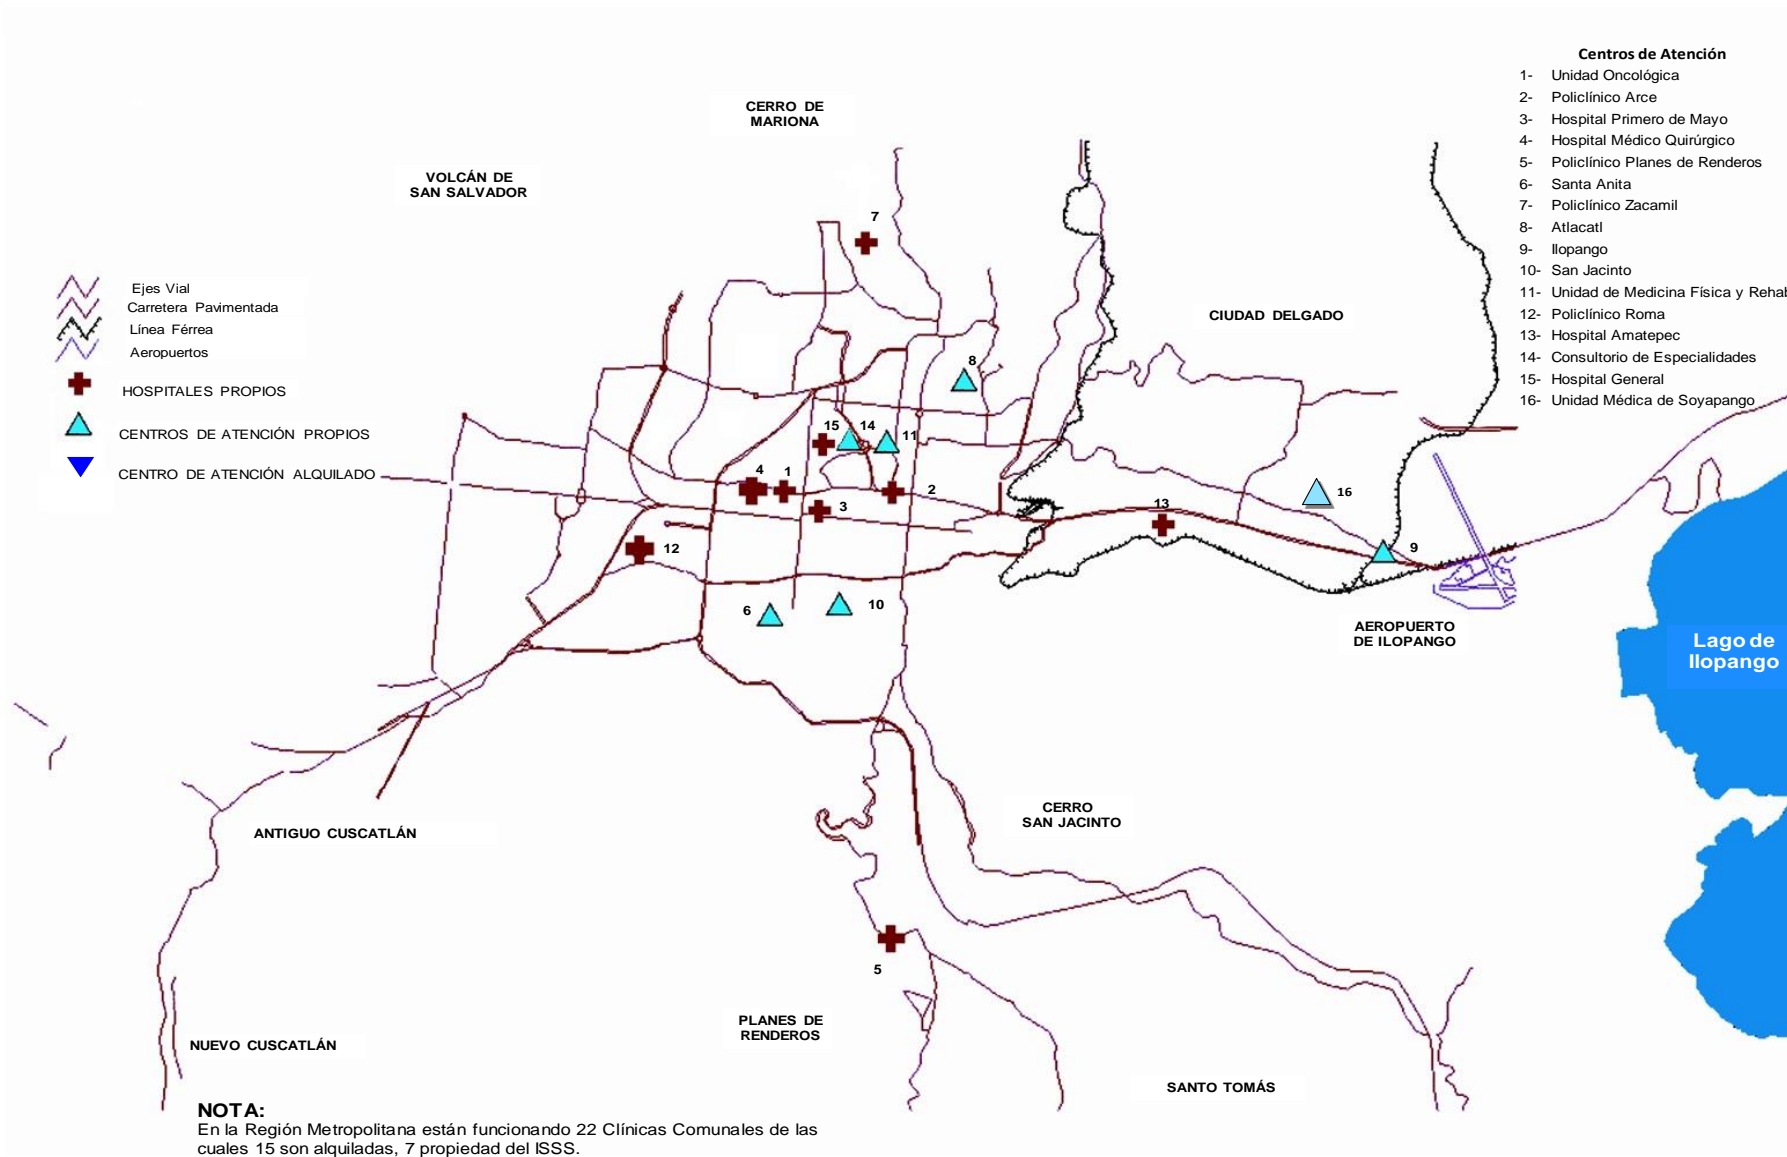 Centros de Atención
1- Unidad Oncológica
2- Policlínico Arce
3- Hospital Primero de Mayo
4- Hospital Médico Quirúrgico
5- Policlínico Planes de Renderos
6- Santa Anita
7- Policlínico Zacamil
8- Atlacatl
9- Ilopango
10- San Jacinto
11- Unidad de Medicina Física y Rehab
12- Policlínico Roma
13- Hospital Amatepec
14- Consultorio de Especialidades
15- Hospital General
16- Unidad Médica de Soyapango
CERRO DE
MARIONA
VOLCÁN DE
SAN SALVADOR
7
Ejes Vial
Carretera Pavimentada
Línea Férrea
Aeropuertos
HOSPITALES PROPIOS
CENTROS DE ATENCIÓN PROPIOS
CENTRO DE ATENCIÓN ALQUILADO
CIUDAD DELGADO
8
15
14
11
4
1
2
3
16
13
12
9
6
10
AEROPUERTO
DE ILOPANGO
Lago de
Ilopango
CERRO
SAN JACINTO
ANTIGUO CUSCATLÁN
5
PLANES DE
RENDEROS
NUEVO CUSCATLÁN
SANTO TOMÁS
NOTA:
En la Región Metropolitana están funcionando 22 Clínicas Comunales de las
cuales 15 son alquiladas, 7 propiedad del ISSS.